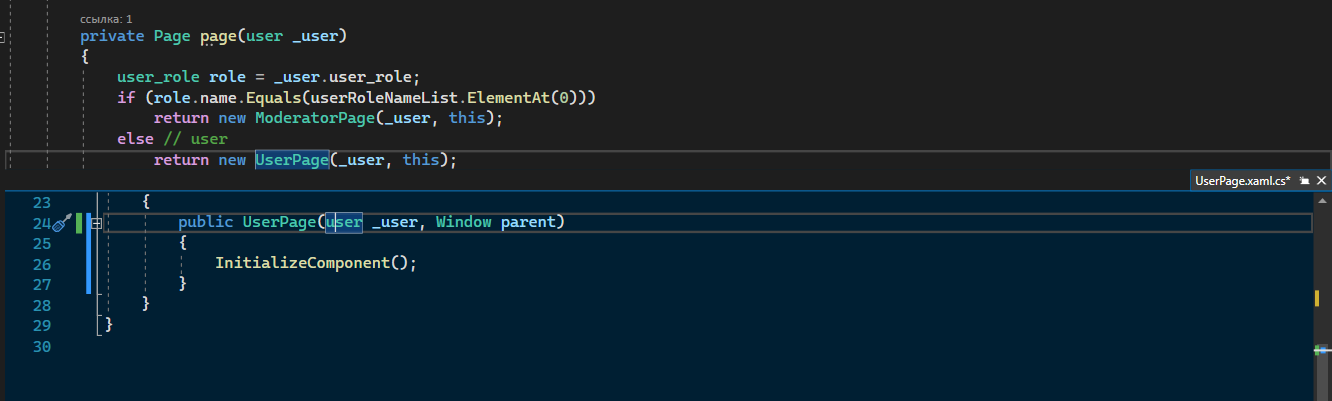 ссылка: 1
private Page page(user _user)
{
user_role role = _user.user_role;
if (role.name.Equals(userRoleNameList.ElementAt(0)))
return new ModeratorPage(_user, this);
else // user
return new UserPage(_user, this);
UserPage.xaml.cs*
23 {
24 public UserPage(user _user, Window parent)
25 {
26 InitializeComponent();
27 }
28 }
29 }
30